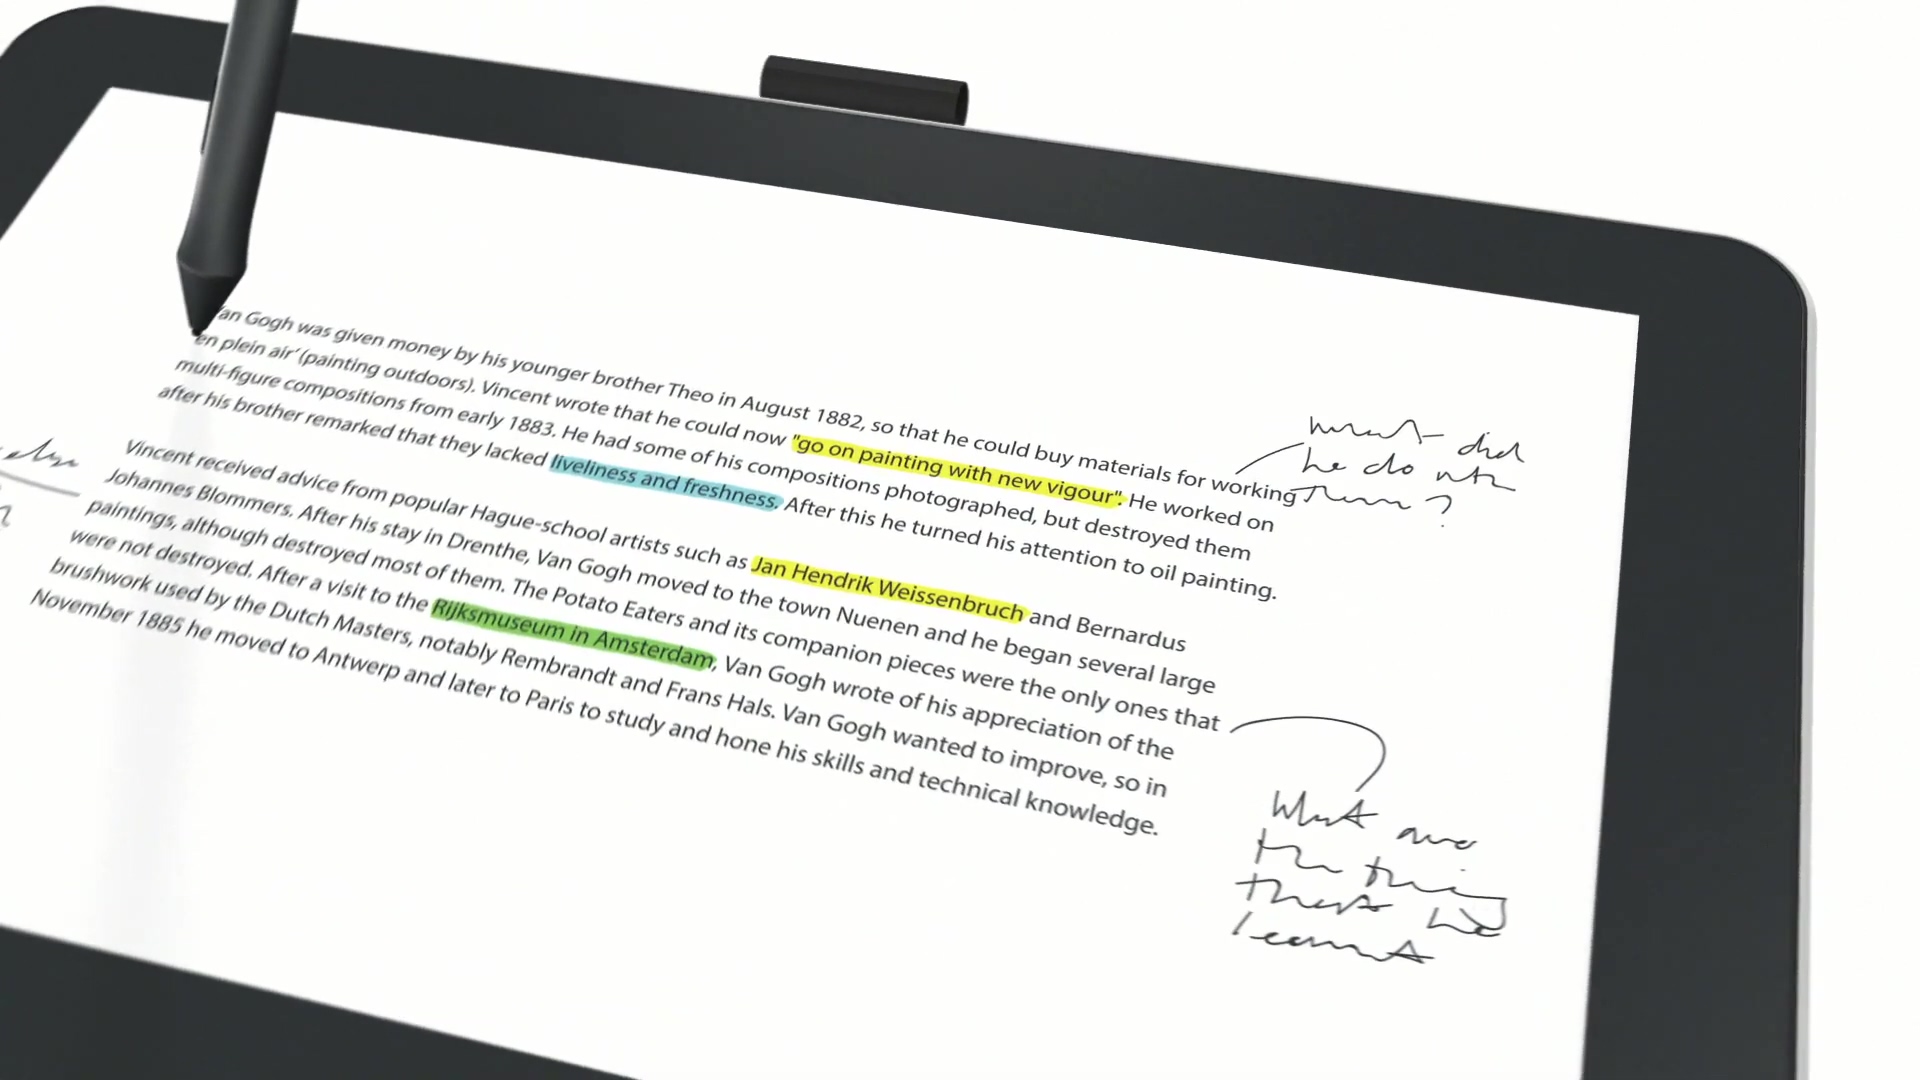 Van Gogh was given money by his younger brother Theo in August 1882, so that he could buy materials for working
'en plein air' (painting outdoors). Vincent wrote that he could now "go on painting with new vigour". He worked on
multi-figure compositions from early 1883. He had some of his compositions photographed, but destroyed them
after his brother remarked that they lacked liveliness and freshness. After this he turned his attention to oil painting.
Vincent received advice from popular Hague-school artists such as Jan Hendrik Weissenbruch and Bernardus
Johannes Blommers. After his stay in Drenthe, Van Gogh moved to the town Nuenen and he began several large
paintings, although destroyed most of them. The Potato Eaters and its companion pieces were the only ones that
were not destroyed. After a visit to the Rijksmuseum in Amsterdam, Van Gogh wrote of his appreciation of the
brushwork used by the Dutch Masters, notably Rembrandt and Frans Hals. Van Gogh wanted to improve, so in
November 1885 he moved to Antwerp and later to Paris to study and hone his skills and technical knowledge.
what did
he do with
them?
What are
the things
that he
learnt